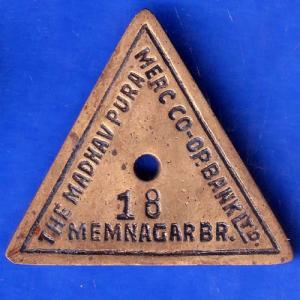 THE MADHAVPURA
MERC CO-OP BANK LTD.
18
MEMNAGAR BR.